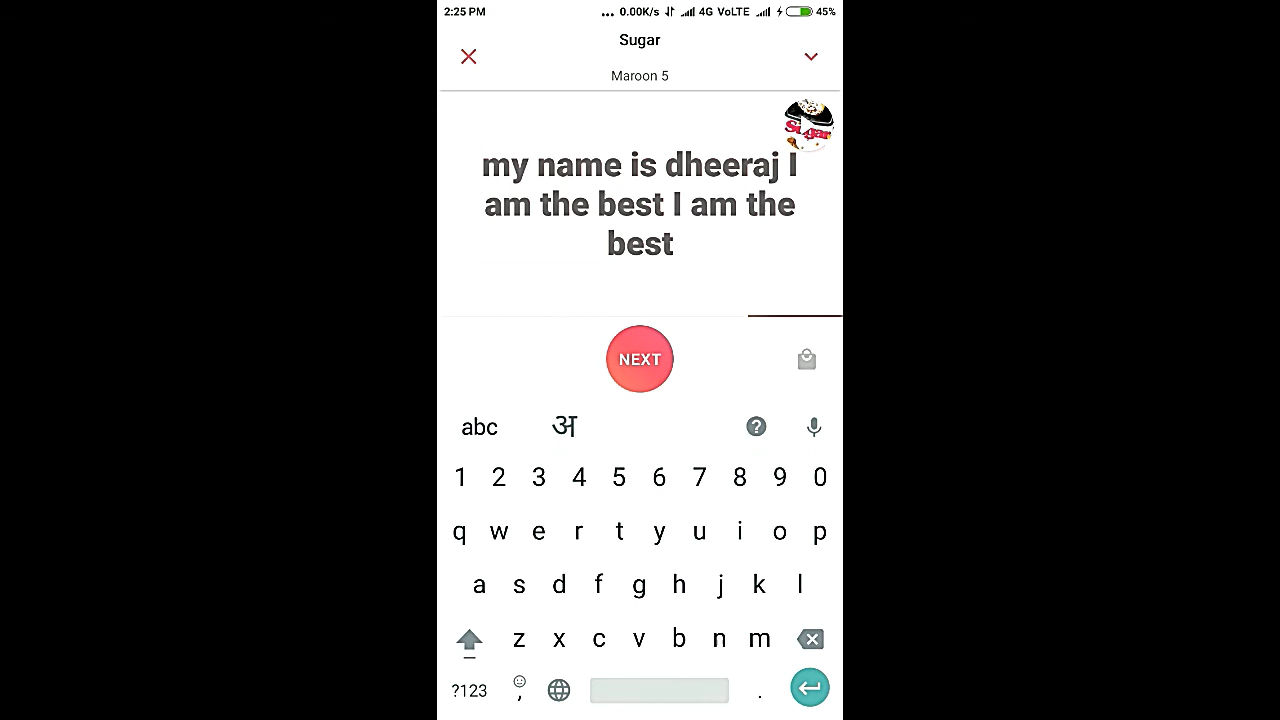 2:25 PM ... 0.00K/s 4G VoLTE 45%
Sugar
Maroon 5
Sugar
my name is dheeraj I
am the best I am the
best
NEXT
abc अ ?
1 2 3 4 5 6 7 8 9 0
q w e r t y u i o p
a s d f g h j k l
z x c v b n m
?123 , .